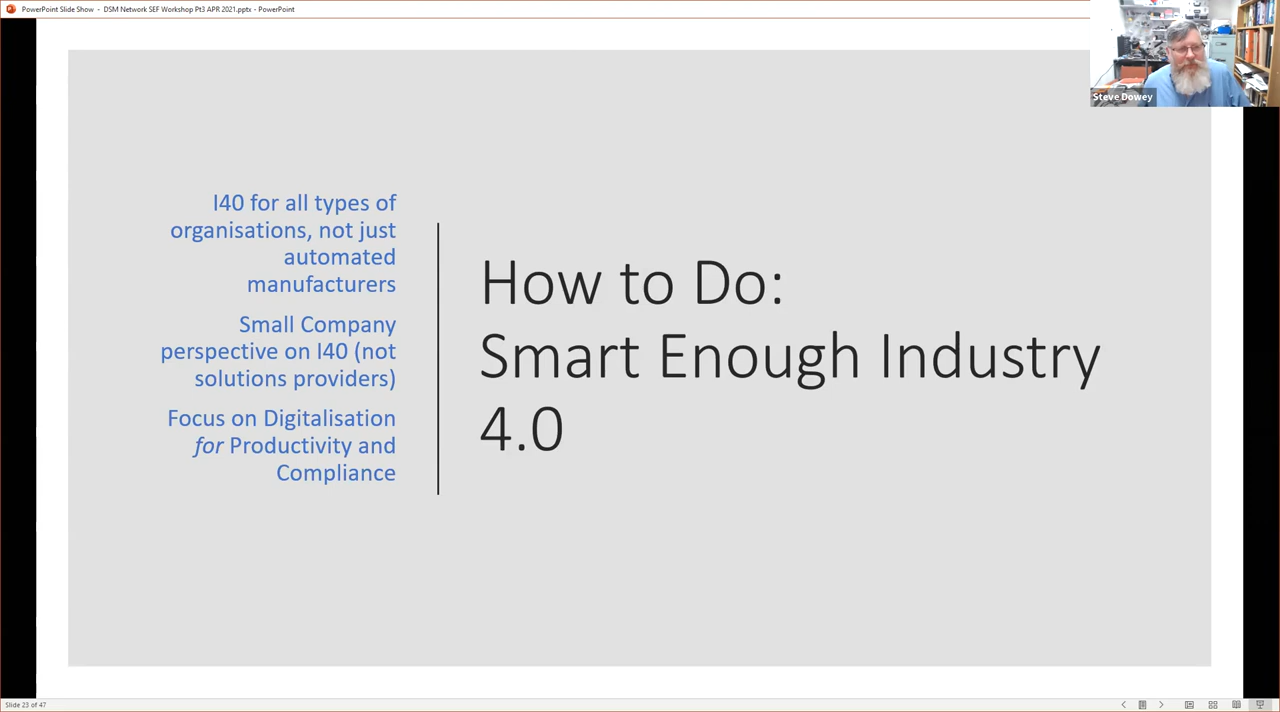 PowerPoint Slide Show - DSM Network SEF Workshop Pt3 APR 2021.pptx - PowerPoint
Steve Dowey
I40 for all types of
organisations, not just
automated
manufacturers
Small Company
perspective on I40 (not
solutions providers)
Focus on Digitalisation
for Productivity and
Compliance
How to Do:
Smart Enough Industry
4.0
Slide 23 of 47